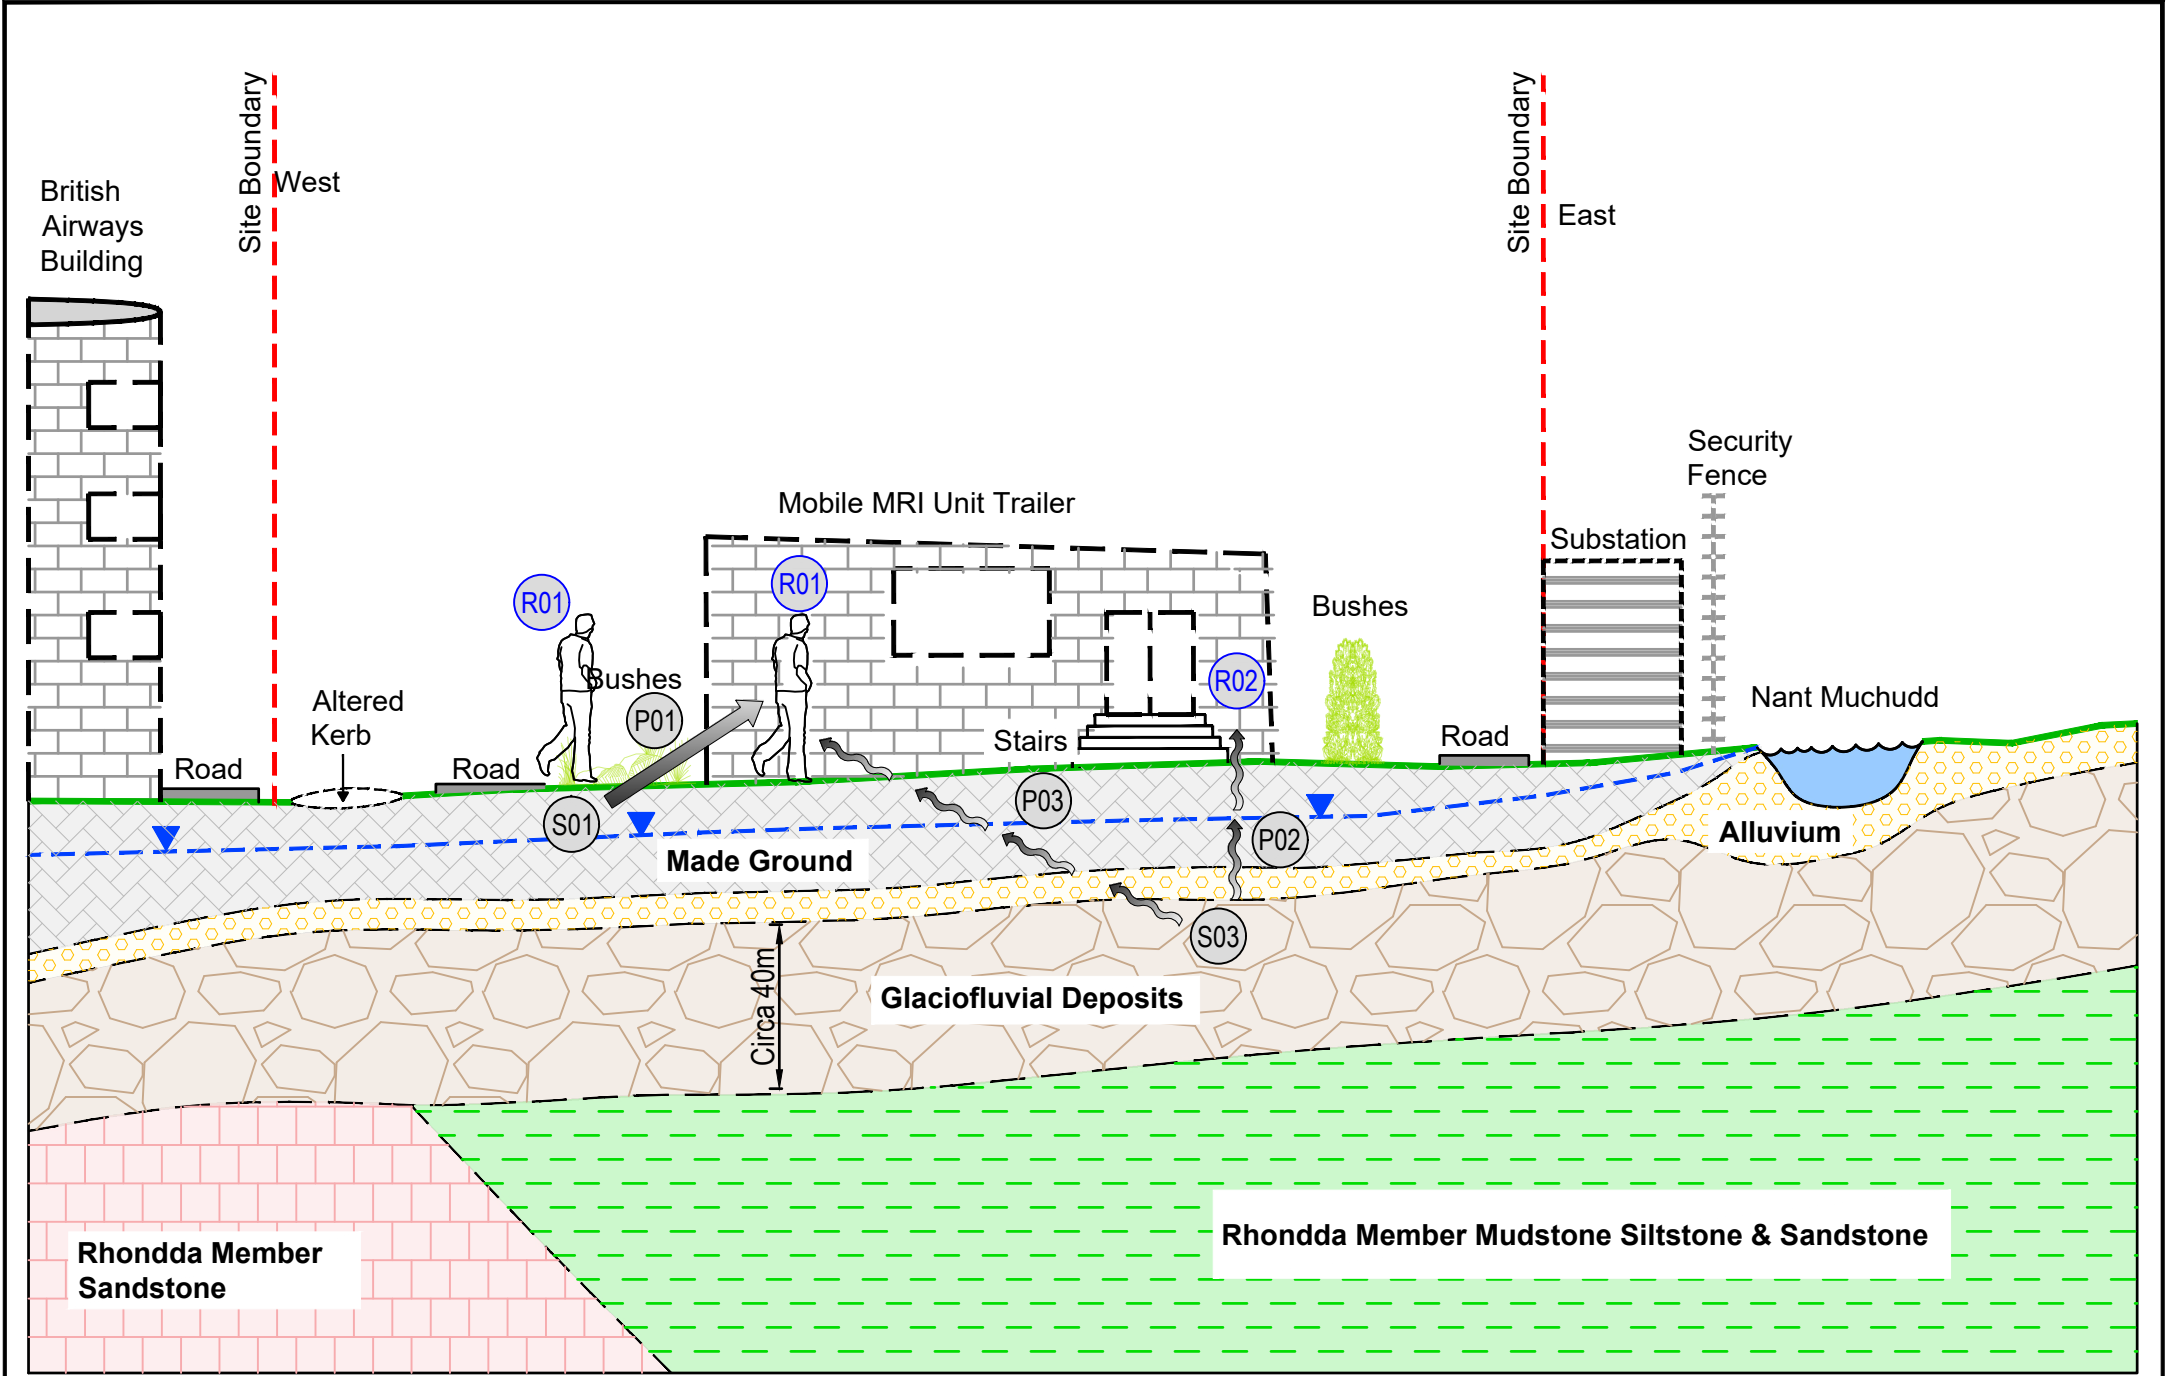 Site Boundary
West
British
Airways
Building
Site Boundary
East
Security
Fence
Mobile MRI Unit Trailer
Substation
R01
R01
Bushes
R02
Bushes
P01
Altered
Kerb
Nant Muchudd
Stairs
Road
Road
Road
P03
S01
P02
Made Ground
Alluvium
S03
Circa 40m
Glaciofluvial Deposits
Rhondda Member Mudstone Siltstone & Sandstone
Rhondda Member
Sandstone